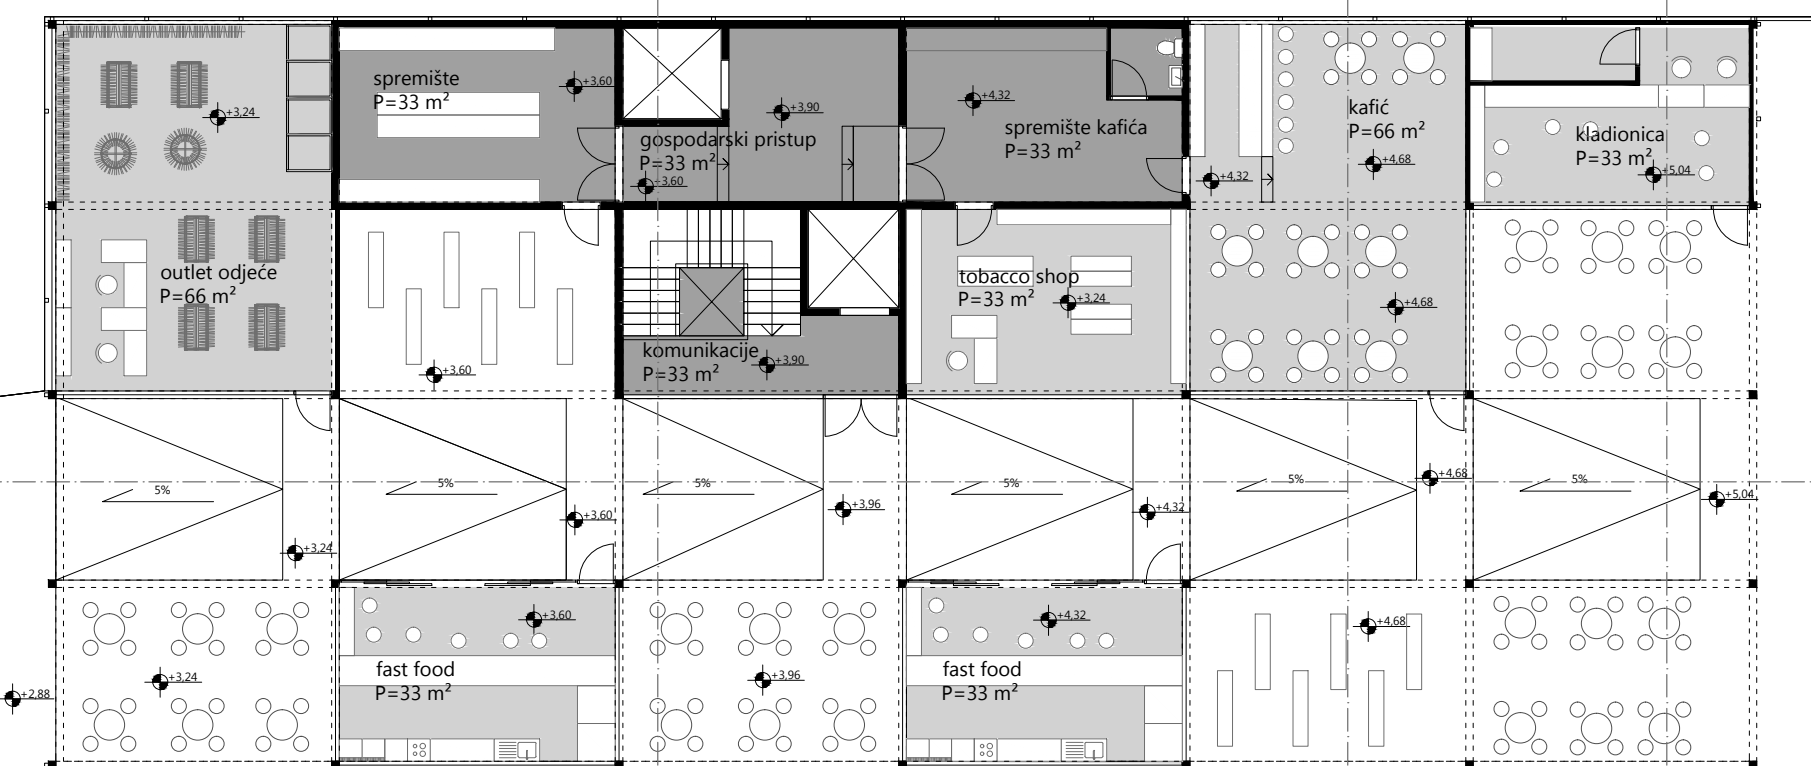 spremište
P=33 m²
+3,60
+3,24
+3,90
gospodarski pristup
P=33 m²
+3,60
+4,32
spremište kafića
P=33 m²
+4,32
kafić
P=66 m²
+4,68
kladionica
P=33 m²
+5,04
outlet odjeće
P=66 m²
+3,60
komunikacije
P=33 m²
+3,90
tobacco shop
P=33 m²
+3,24
+4,68
5%
+3,24
5%
+3,60
5%
+3,96
5%
+4,32
5%
+4,68
5%
+5,04
+2,88
+3,24
+3,60
fast food
P=33 m²
+3,96
+4,32
fast food
P=33 m²
+4,68